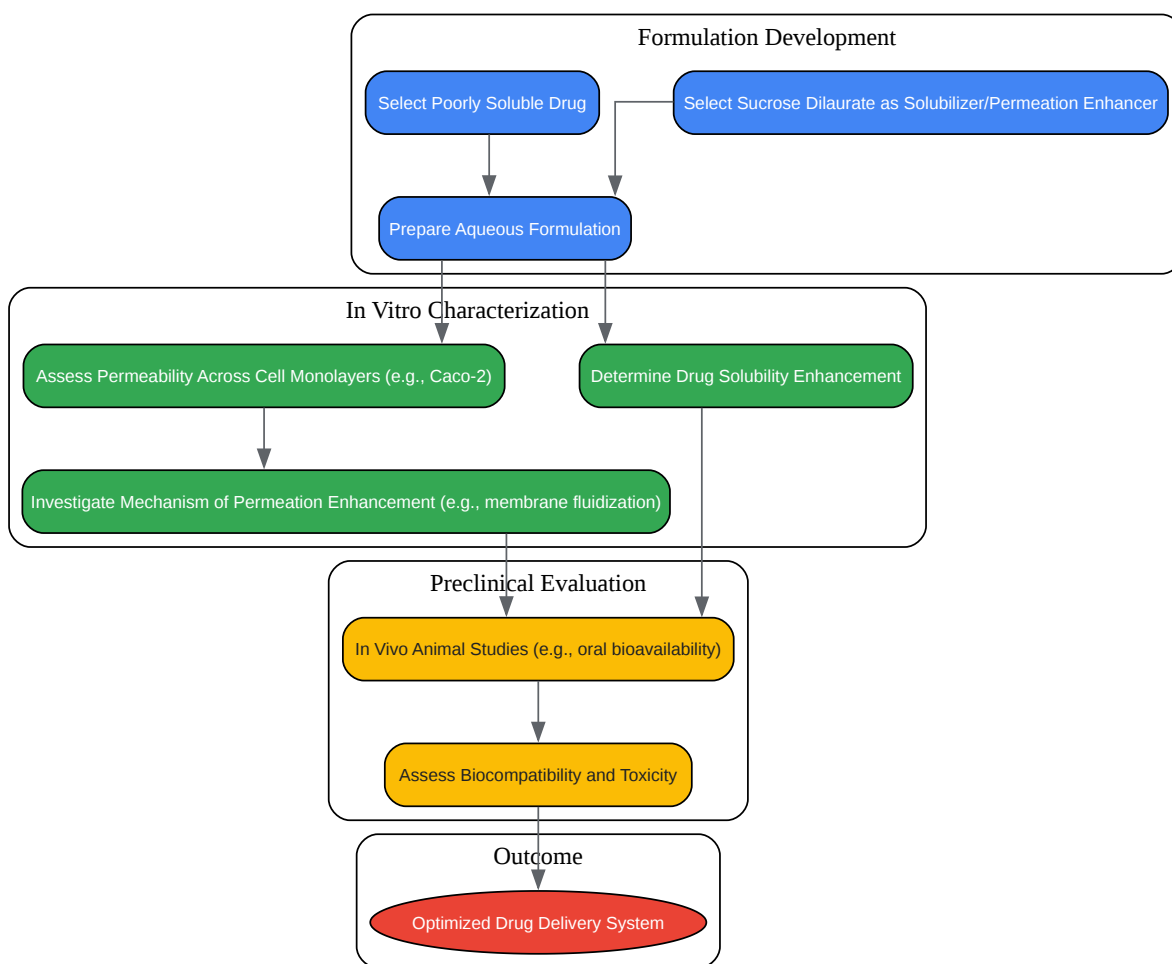 Formulation Development
Select Poorly Soluble Drug
Select Sucrose Dilaurate as Solubilizer/Permeation Enhancer
Prepare Aqueous Formulation
In Vitro Characterization
Assess Permeability Across Cell Monolayers (e.g., Caco-2)
Determine Drug Solubility Enhancement
Investigate Mechanism of Permeation Enhancement (e.g., membrane fluidization)
Preclinical Evaluation
In Vivo Animal Studies (e.g., oral bioavailability)
Assess Biocompatibility and Toxicity
Outcome
Optimized Drug Delivery System